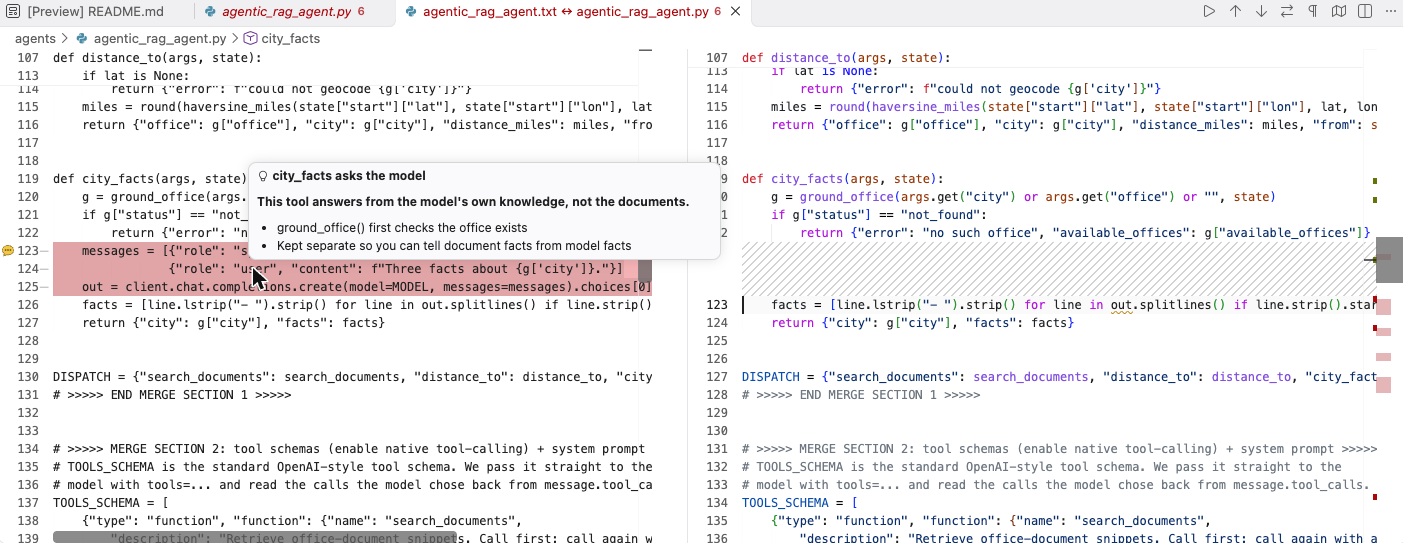 [Preview] README.md
agentic_rag_agent.py 6
agentic_rag_agent.txt ↔ agentic_rag_agent.py 6
agents > agentic_rag_agent.py > city_facts
107 def distance_to(args, state):
113 if lat is None:
114 return {"error": f"could not geocode {g['city']}"}
115 miles = round(haversine_miles(state["start"]["lat"], state["start"]["lon"], lat
116 return {"office": g["office"], "city": g["city"], "distance_miles": miles, "fro
117
118
119 def city_facts(args, state):
120 g = ground_office(args.
121 if g["status"] == "not_
122 return {"error": "n
123 messages = [{"role": "s
124 {"role": "user", "content": f"Three facts about {g['city']}."}]
125 out = client.chat.completions.create(model=MODEL, messages=messages).choices[0]
126 facts = [line.lstrip("- ").strip() for line in out.splitlines() if line.strip()
127 return {"city": g["city"], "facts": facts}
128
129
130 DISPATCH = {"search_documents": search_documents, "distance_to": distance_to, "city
131 # >>>>> END MERGE SECTION 1 >>>>>
132
133
134 # >>>>> MERGE SECTION 2: tool schemas (enable native tool-calling) + system prompt
135 # TOOLS_SCHEMA is the standard OpenAI-style tool schema. We pass it straight to the
136 # model with tools=... and read the calls the model chose back from message.tool_ca
137 TOOLS_SCHEMA = [
138 {"type": "function", "function": {"name": "search_documents",
139 "description": "Retrieve office-document snippets. Call first; call again w
city_facts asks the model
This tool answers from the model's own knowledge, not the documents.
• ground_office() first checks the office exists
• Kept separate so you can tell document facts from model facts
107 def distance_to(args, state):
113 if lat is None:
114 return {"error": f"could not geocode {g['city']}"}
115 miles = round(haversine_miles(state["start"]["lat"], state["start"]["lon"], lat, lon
116 return {"office": g["office"], "city": g["city"], "distance_miles": miles, "from": s
117
118
9 def city_facts(args, state):
0 g = ground_office(args.get("city") or args.get("office") or "", state)
1 if g["status"] == "not_found":
2 return {"error": "no such office", "available_offices": g["available_offices"]}
123 facts = [line.lstrip("- ").strip() for line in out.splitlines() if line.strip().star
124 return {"city": g["city"], "facts": facts}
125
126
127 DISPATCH = {"search_documents": search_documents, "distance_to": distance_to, "city_fact
128 # >>>>> END MERGE SECTION 1 >>>>>
129
130
131 # >>>>> MERGE SECTION 2: tool schemas (enable native tool-calling) + system prompt >>>>>
132 # TOOLS_SCHEMA is the standard OpenAI-style tool schema. We pass it straight to the
133 # model with tools=... and read the calls the model chose back from message.tool_calls.
134 TOOLS_SCHEMA = [
135 {"type": "function", "function": {"name": "search_documents",
136 "description": "Retrieve office-document snippets. Call first; call again with a